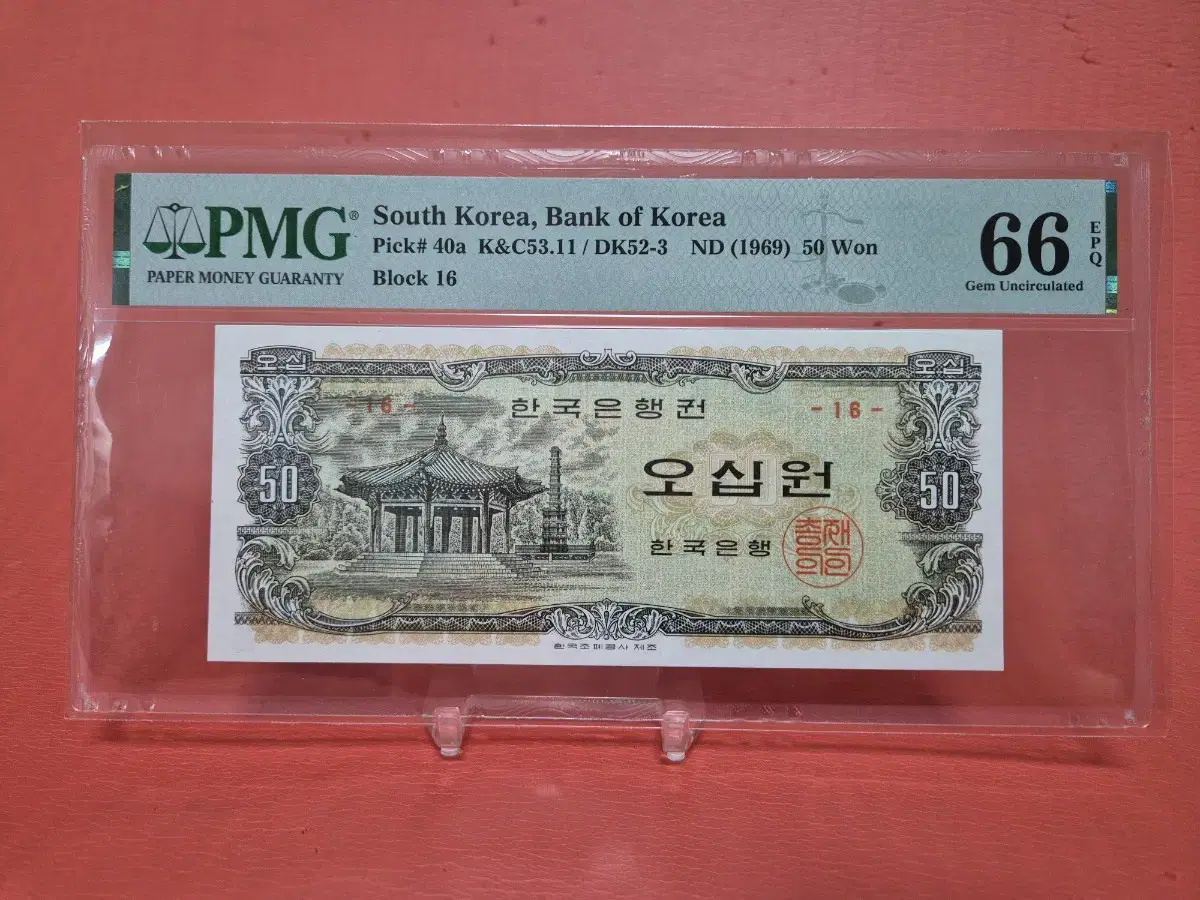 PMG®
PAPER MONEY GUARANTY
South Korea, Bank of Korea
Pick# 40a K&C53.11 / DK52-3 ND (1969) 50 Won
Block 16
66
EPQ
Gem Uncirculated
오십
오십
16 -
한국은행권
- 16 -
오십원
50
50
한국은행
총재의인
한국조폐공사 제조